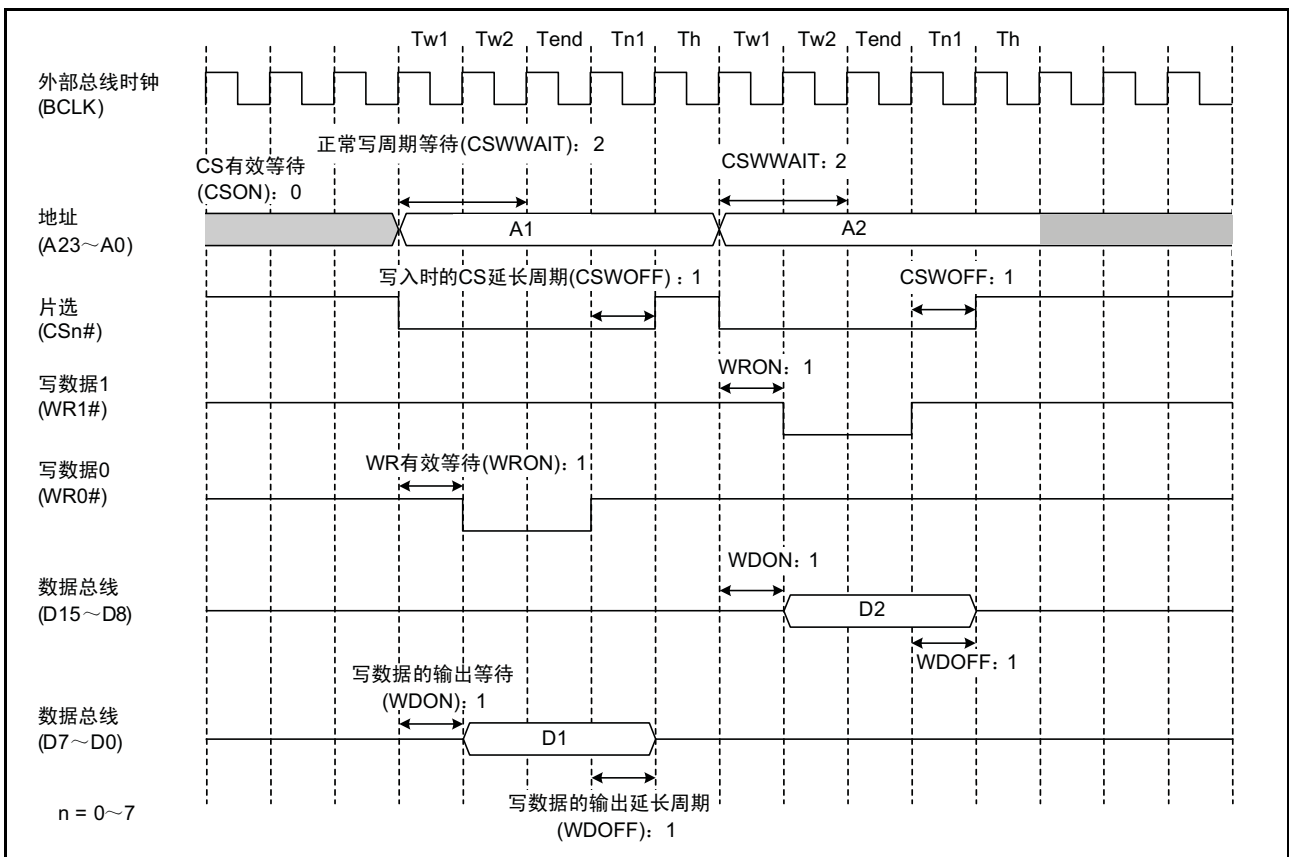 Tw1 Tw2 Tend Tn1 Th Tw1 Tw2 Tend Tn1 Th
外部总线时钟
(BCLK)
正常写周期等待(CSWWAIT)：2
CS有效等待
(CSON)：0
CSWWAIT：2
地址
(A23～A0)
A1
A2
写入时的CS延长周期(CSWOFF)：1
CSWOFF：1
片选
(CSn#)
WRON：1
写数据1
(WR1#)
WR有效等待(WRON)：1
写数据0
(WR0#)
WDON：1
数据总线
(D15～D8)
D2
WDOFF：1
写数据的输出等待
(WDON)：1
数据总线
(D7～D0)
D1
写数据的输出延长周期
(WDOFF)：1
n = 0～7